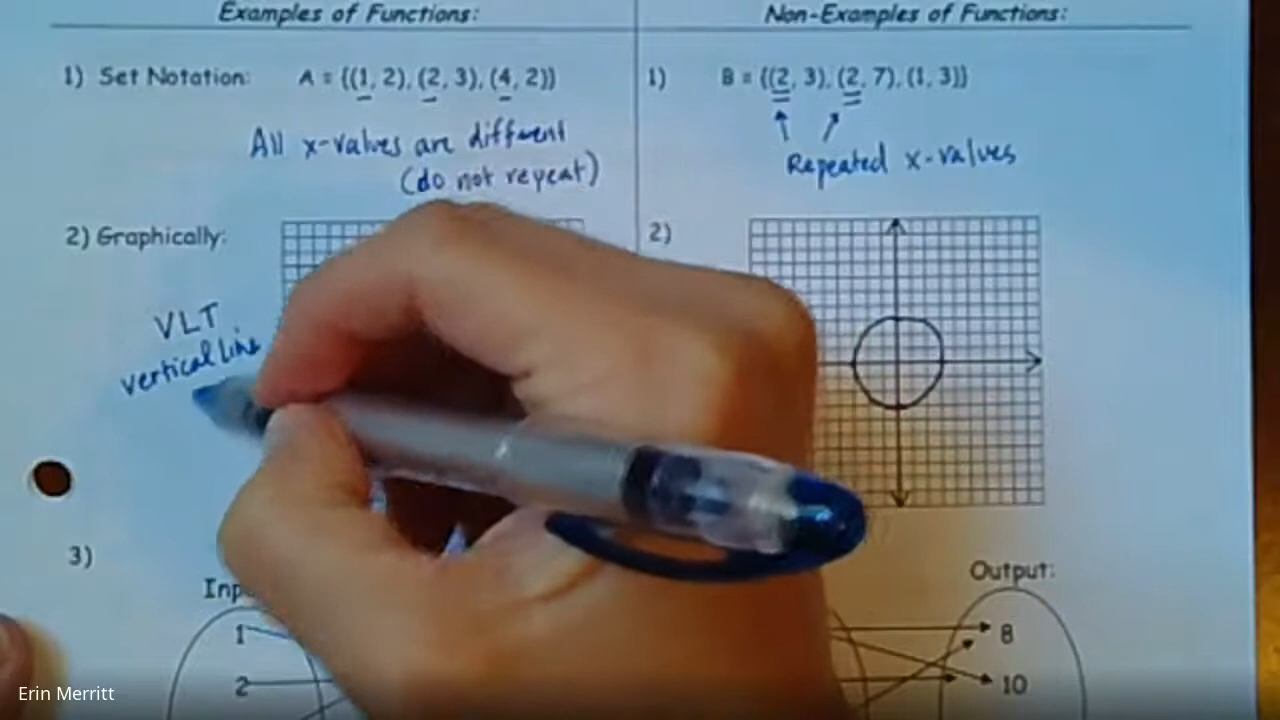 Examples of Functions:
Non-Examples of Functions:
1) Set Notation: A = {(1, 2), (2, 3), (4, 2)}
All x-values are different
(do not repeat)
1) B = {(2, 3), (2, 7), (1, 3)}
Repeated x-values
2) Graphically:
VLT
vertical Line
2)
3)
1
2
Output:
8
10
Erin Merritt